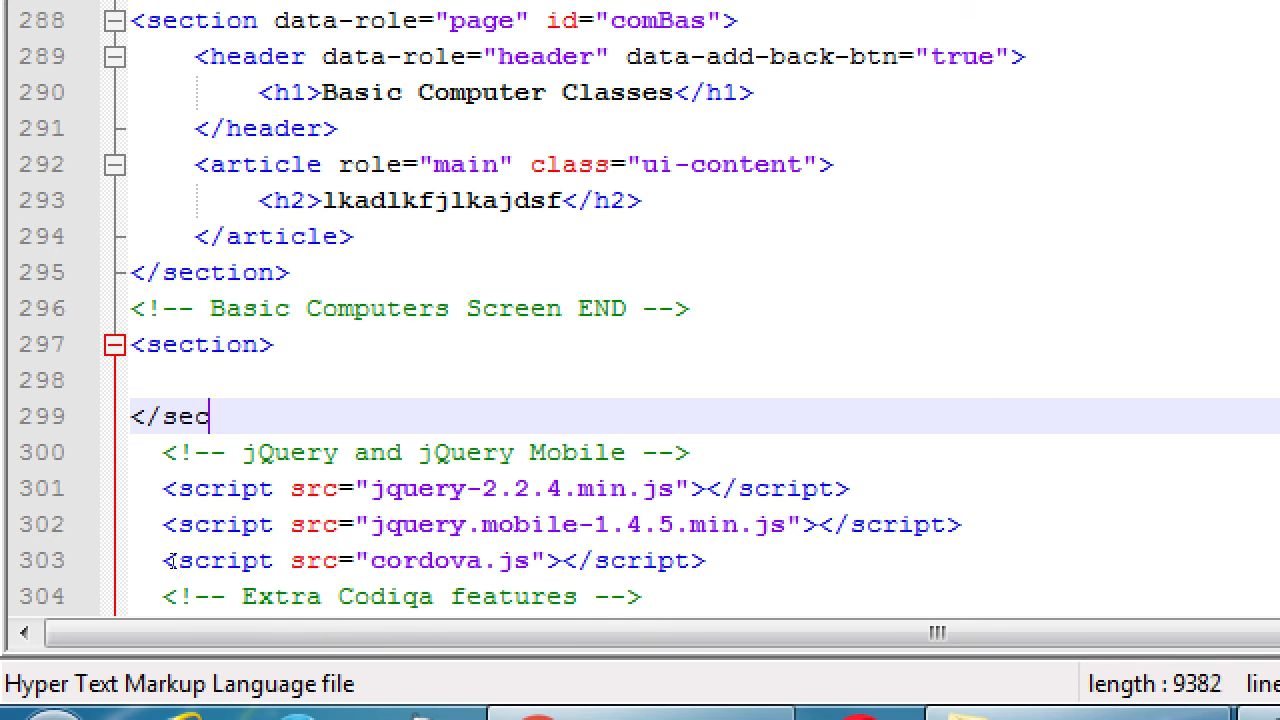 288 <section data-role="page" id="comBas">
289 <header data-role="header" data-add-back-btn="true">
290 <h1>Basic Computer Classes</h1>
291 </header>
292 <article role="main" class="ui-content">
293 <h2>lkadlkfjlkajdsf</h2>
294 </article>
295 </section>
296 <!-- Basic Computers Screen END -->
297 <section>
298
299 </sec
300 <!-- jQuery and jQuery Mobile -->
301 <script src="jquery-2.2.4.min.js"></script>
302 <script src="jquery.mobile-1.4.5.min.js"></script>
303 <script src="cordova.js"></script>
304 <!-- Extra Codiqa features -->
Hyper Text Markup Language file length : 9382 line